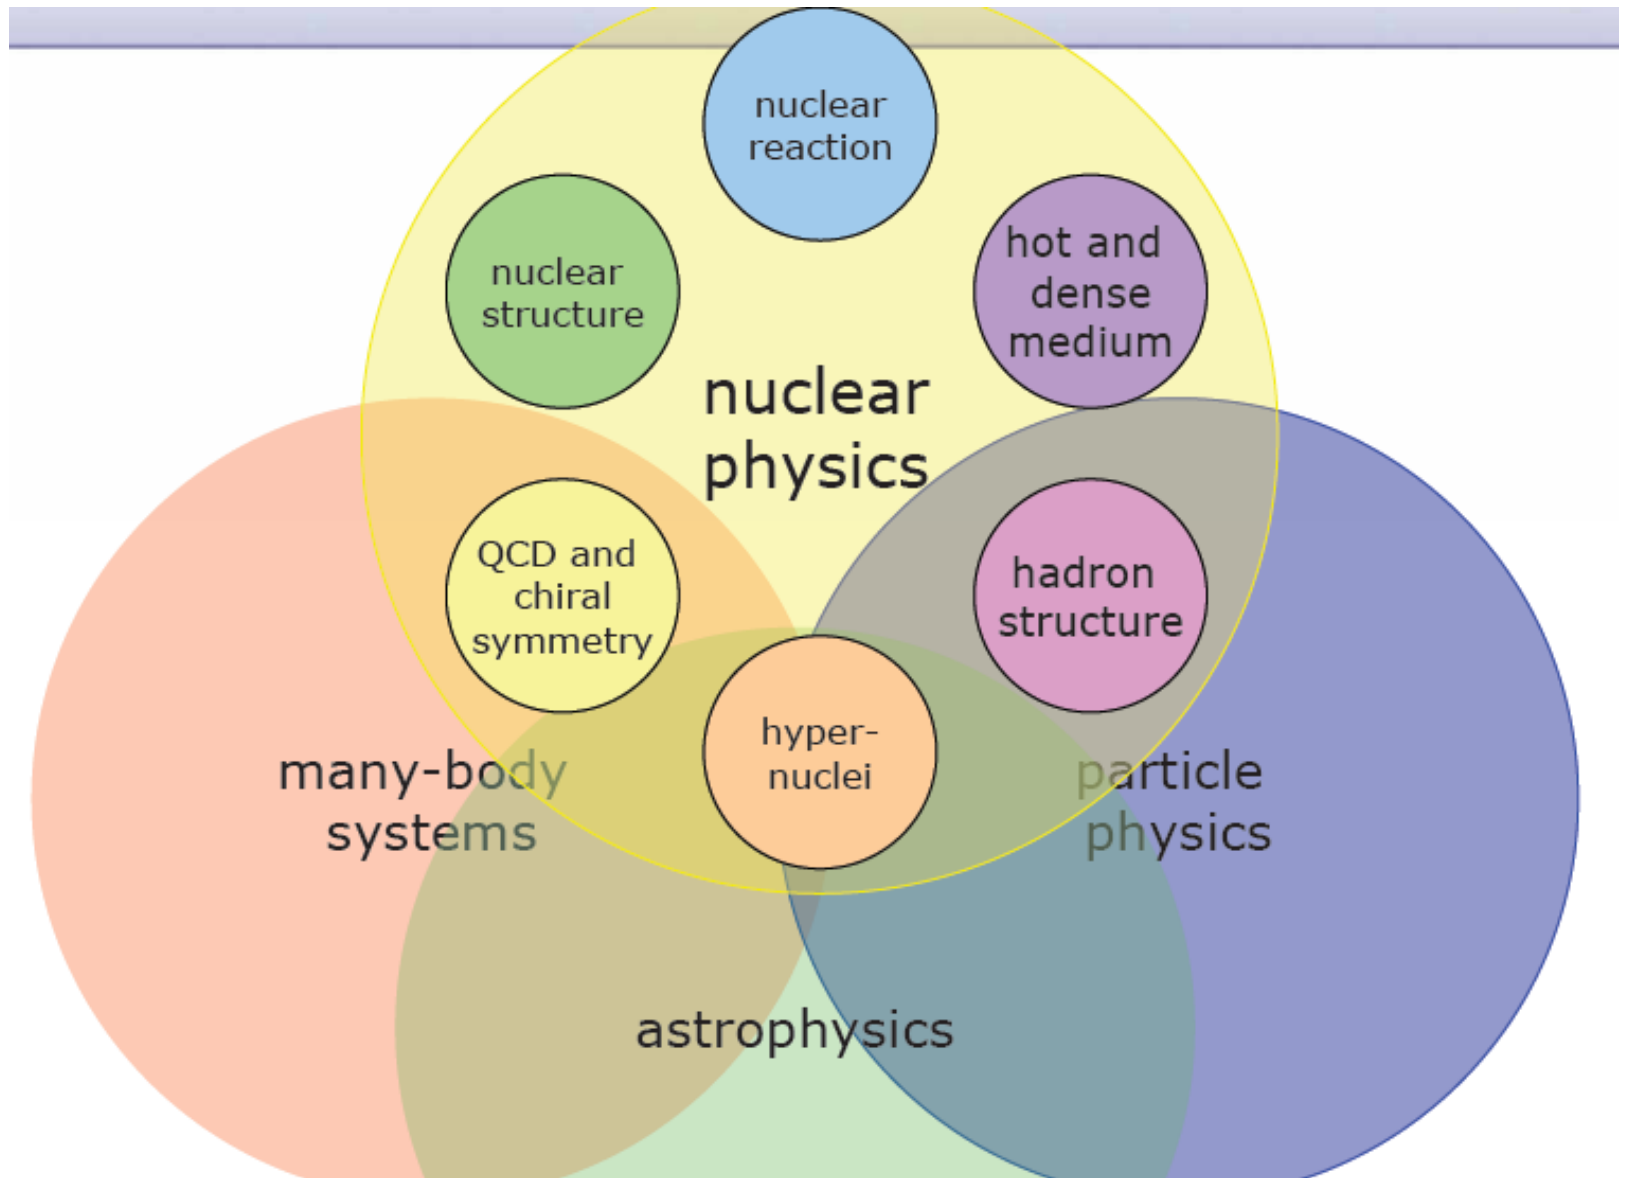 nuclear
reaction
nuclear
structure
hot and
dense
medium
nuclear
physics
QCD and
chiral
symmetry
hadron
structure
hyper-
nuclei
many-body
systems
particle
physics
astrophysics